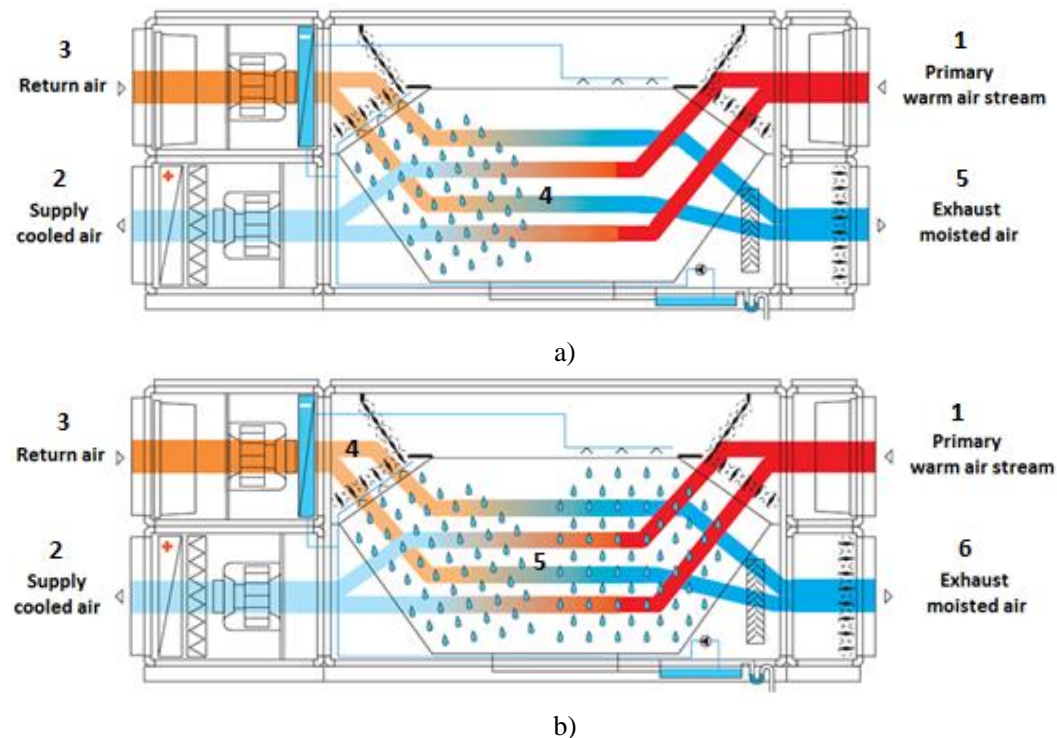 3
Return air
1
Primary
warm air stream
2
Supply
cooled air
4
5
Exhaust
moisted air
a)
3
Return air
4
1
Primary
warm air stream
2
Supply
cooled air
5
6
Exhaust
moisted air
b)